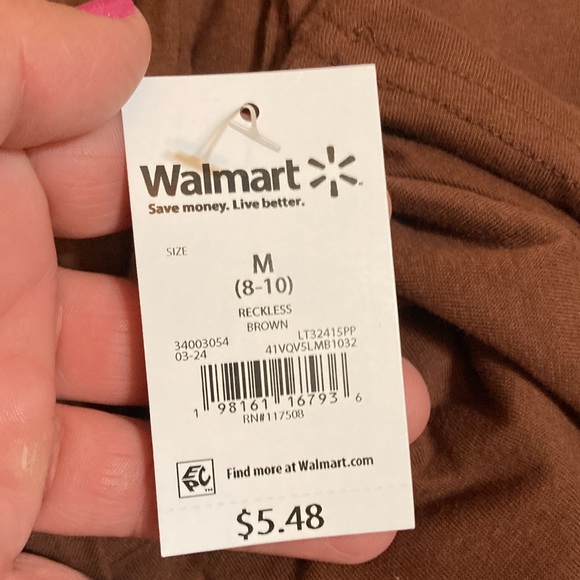 Walmart
Save money. Live better.
SIZE
M
(8-10)
RECKLESS
BROWN
34003054 LT32415PP
03-24 41VQV5LMB1032
1 98161 16793 6
RN#117508
EPC Find more at Walmart.com
$5.48